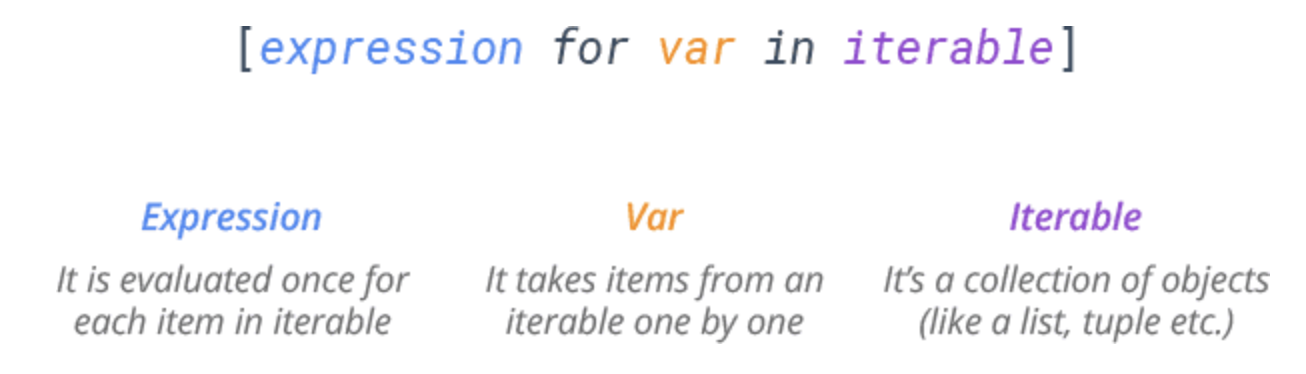 [expression for var in iterable]
Expression
It is evaluated once for
each item in iterable
Var
It takes items from an
iterable one by one
Iterable
It's a collection of objects
(like a list, tuple etc.)